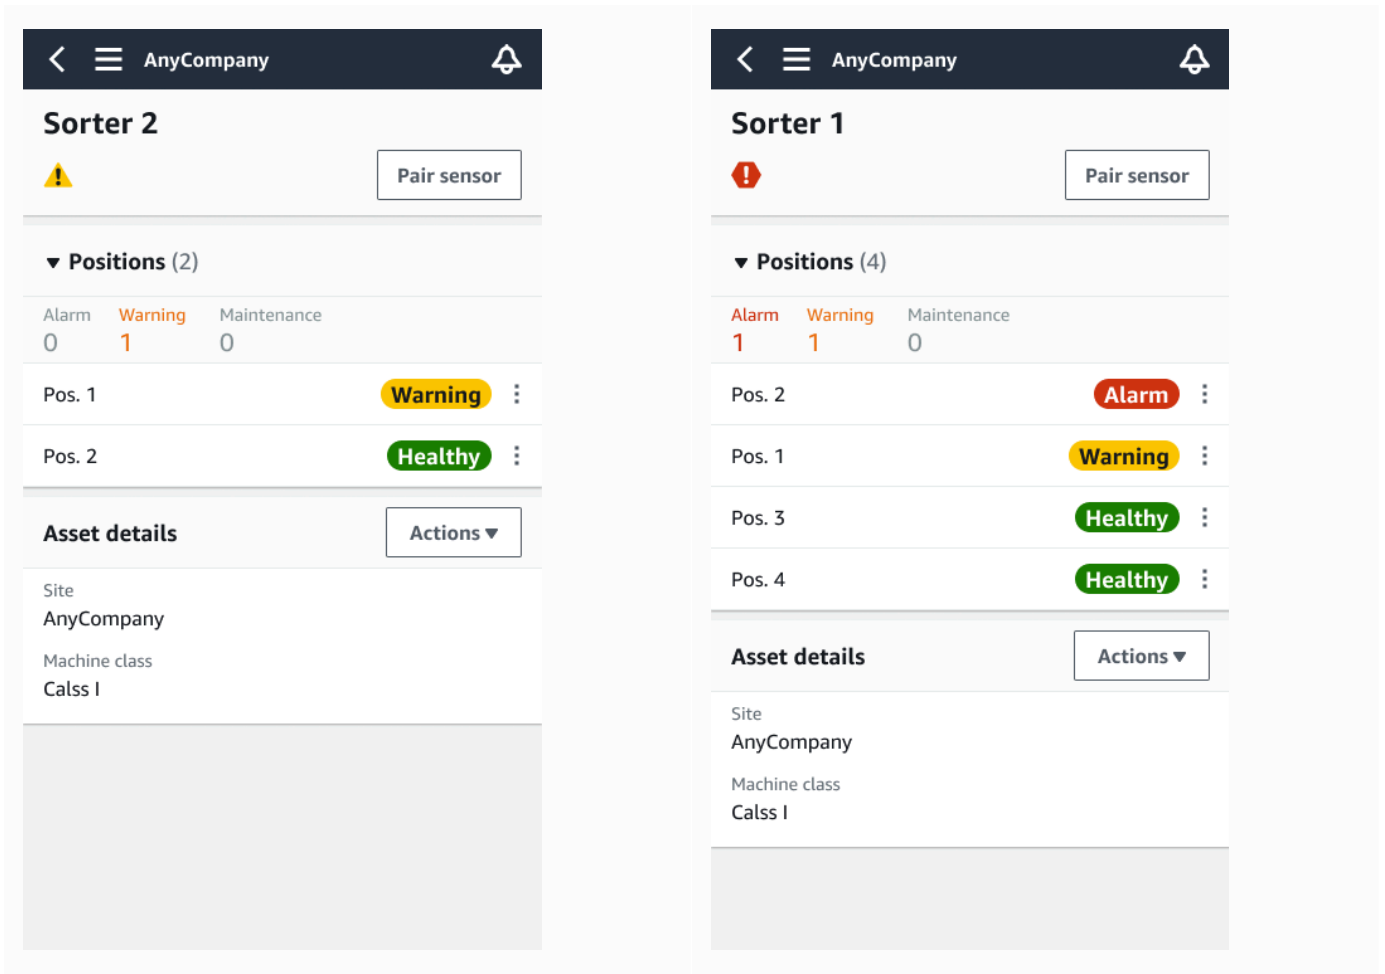 AnyCompany
Sorter 2
Pair sensor
▼ Positions (2)
Alarm Warning Maintenance
0 1 0
Pos. 1 Warning
Pos. 2 Healthy
Asset details Actions ▼
Site
AnyCompany
Machine class
Calss I
AnyCompany
Sorter 1
Pair sensor
▼ Positions (4)
Alarm Warning Maintenance
1 1 0
Pos. 2 Alarm
Pos. 1 Warning
Pos. 3 Healthy
Pos. 4 Healthy
Asset details Actions ▼
Site
AnyCompany
Machine class
Calss I